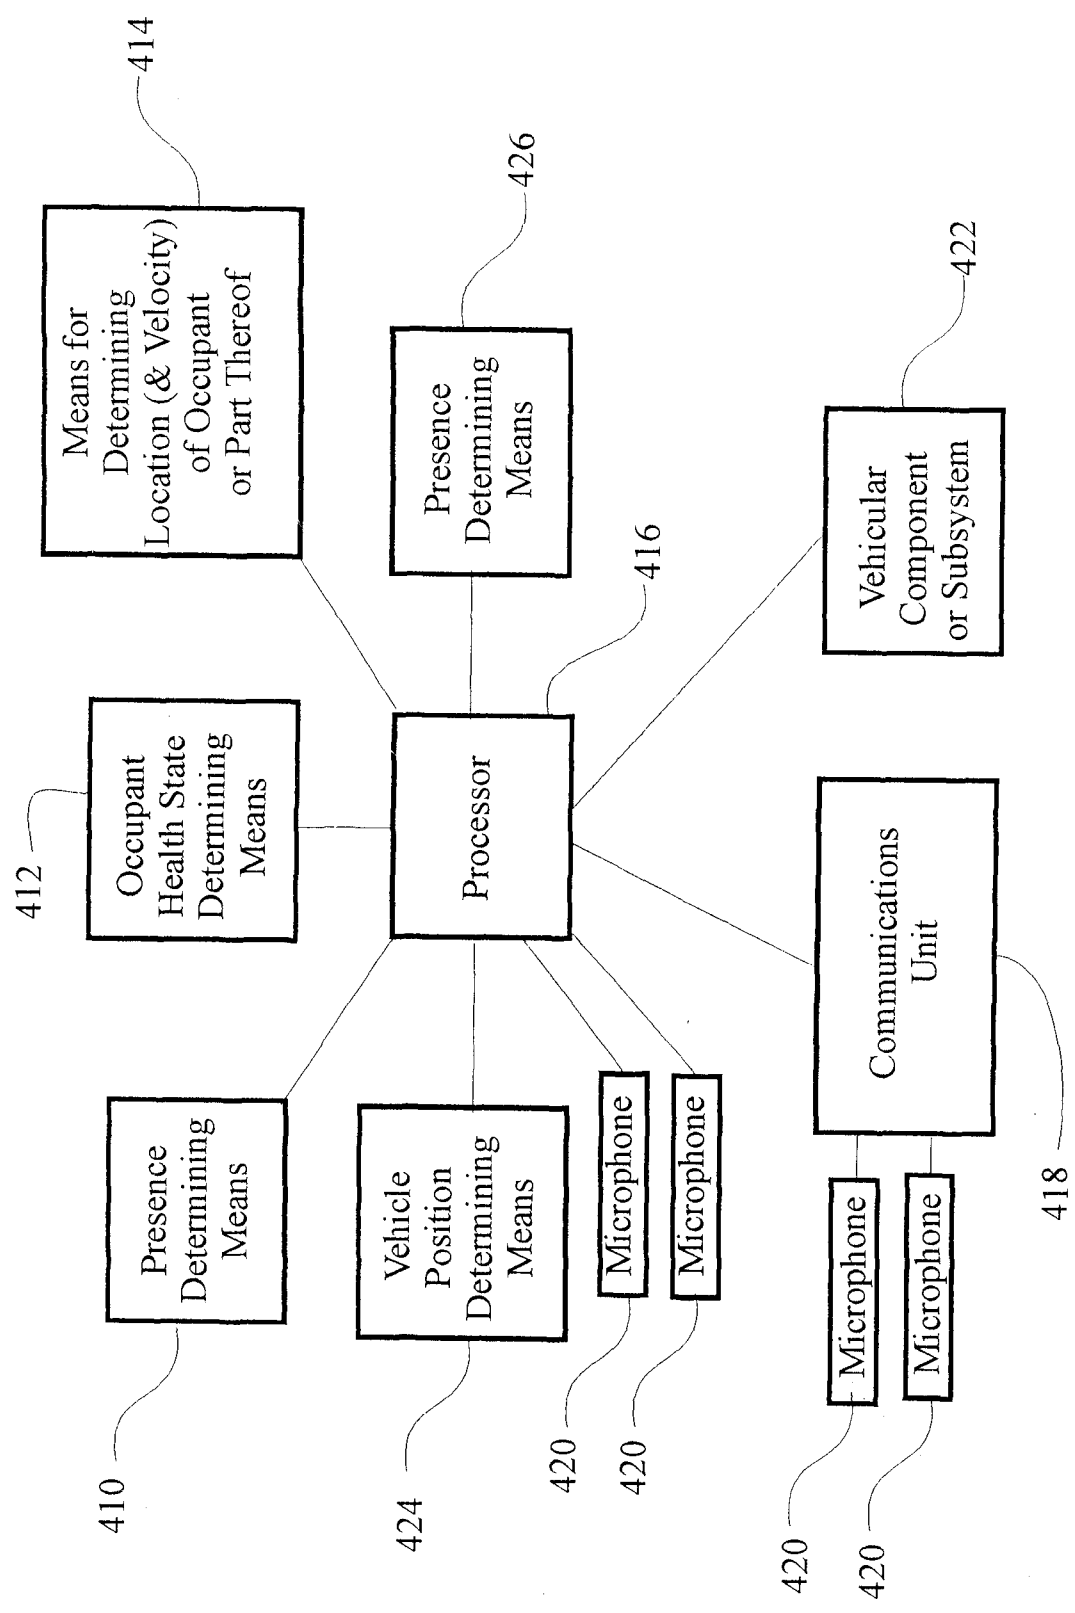 412
414
Means for
Determining
Location (& Velocity)
of Occupant
or Part Thereof
Occupant
Health State
Determining
Means
Presence
Determining
Means
410
426
Presence
Determining
Means
Processor
416
Vehicle
Position
Determining
Means
424
Microphone
420
Microphone
420
422
Vehicular
Component
or Subsystem
Communications
Unit
418
Microphone
420
Microphone
420